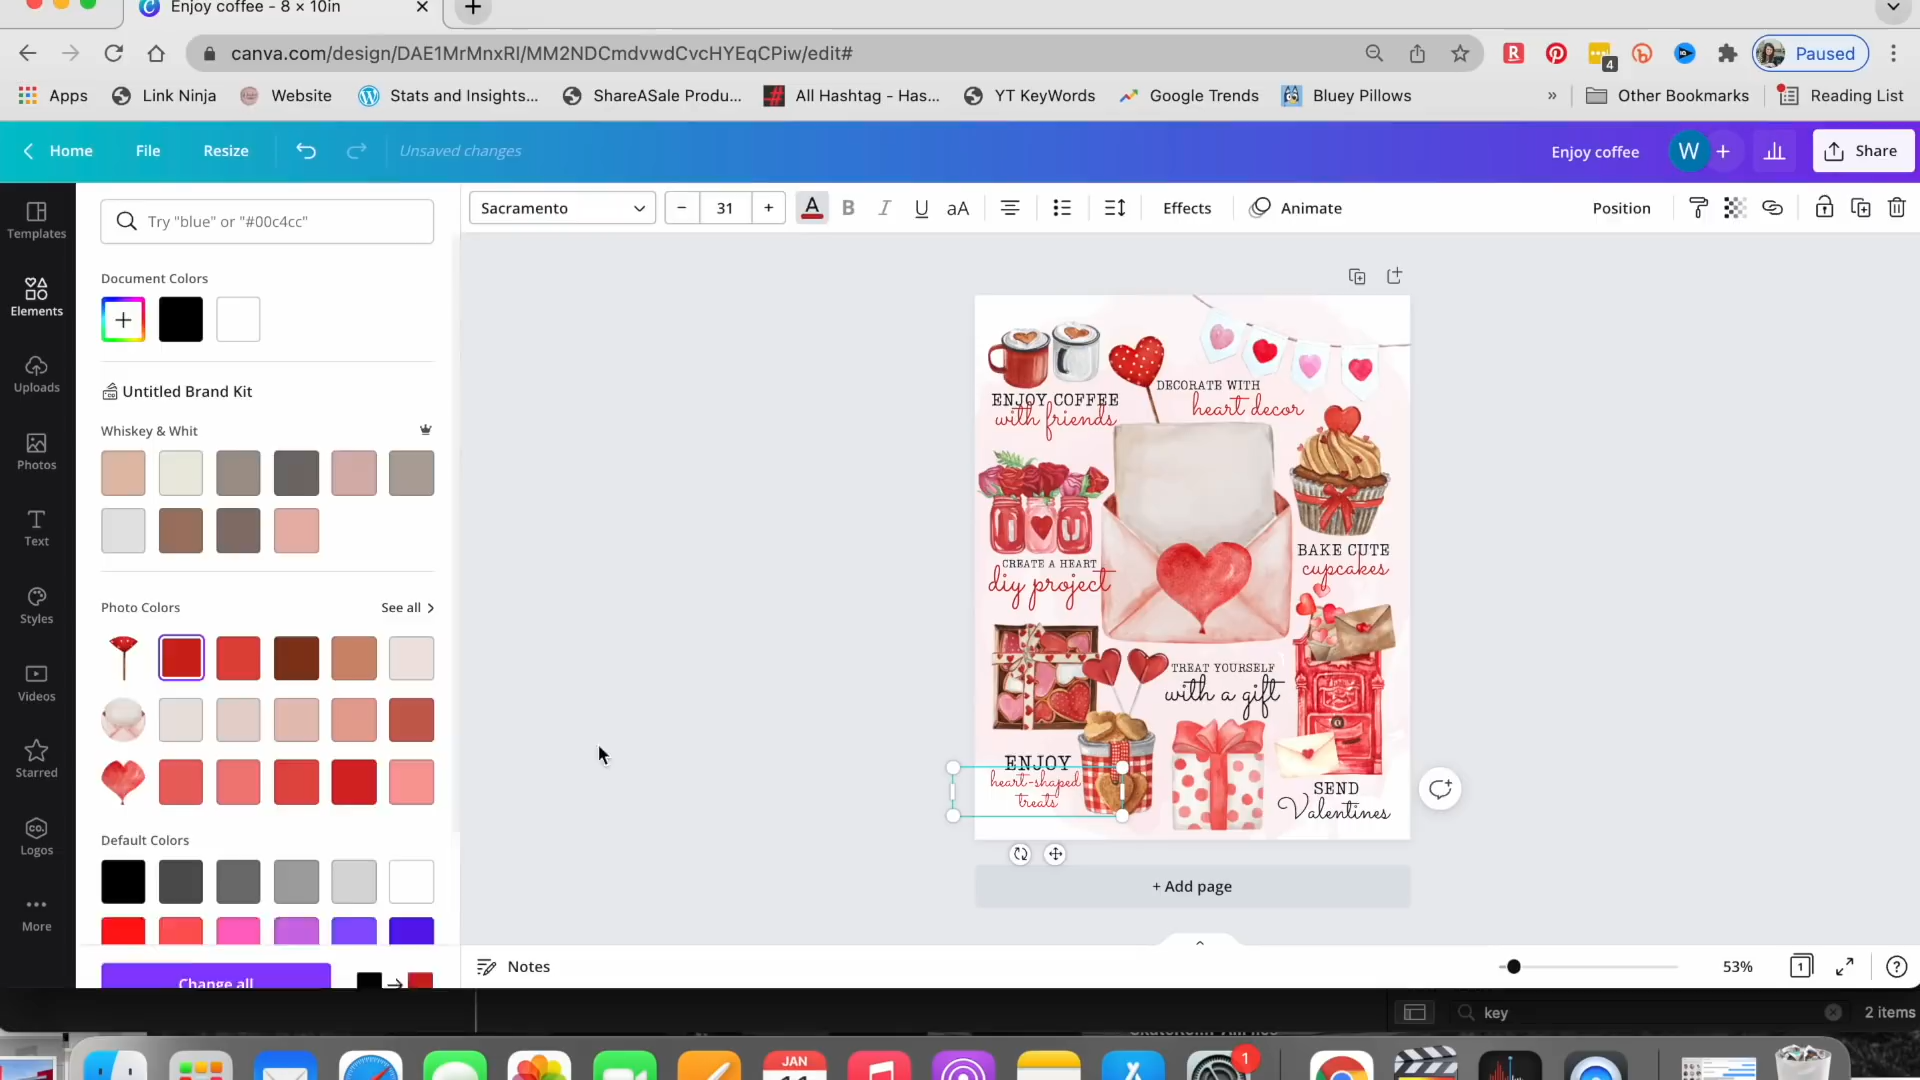 Enjoy coffee - 8 × 10in
canva.com/design/DAE1MrMnxRI/MM2NDCmdvwdCvcHYEqCPiw/edit#
4
Paused
Apps
Link Ninja
Website
Stats and Insights...
ShareASale Produ...
All Hashtag - Has...
YT KeyWords
Google Trends
Bluey Pillows
»
Other Bookmarks
Reading List
Home
File
Resize
Unsaved changes
Enjoy coffee
W
Share
Templates
Elements
Uploads
Photos
Text
Styles
Videos
Starred
Logos
More
Try "blue" or "#00c4cc"
Sacramento
31
A
B
I
U
aA
Effects
Animate
Position
Document Colors
Untitled Brand Kit
Whiskey & Whit
Photo Colors
See all
Default Colors
Change all
ENJOY COFFEE
with friends
DECORATE WITH
heart decor
CREATE A HEART
diy project
BAKE CUTE
cupcakes
TREAT YOURSELF
with a gift
ENJOY
heart-shaped
treats
SEND
Valentines
+ Add page
Notes
53%
1
?
key
2 items
JAN
1